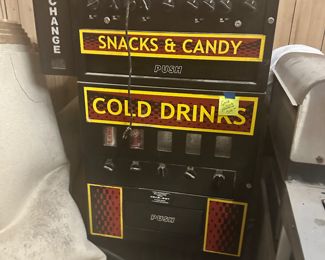 CHANGE
SNACKS & CANDY
PUSH
COLD DRINKS
PUSH